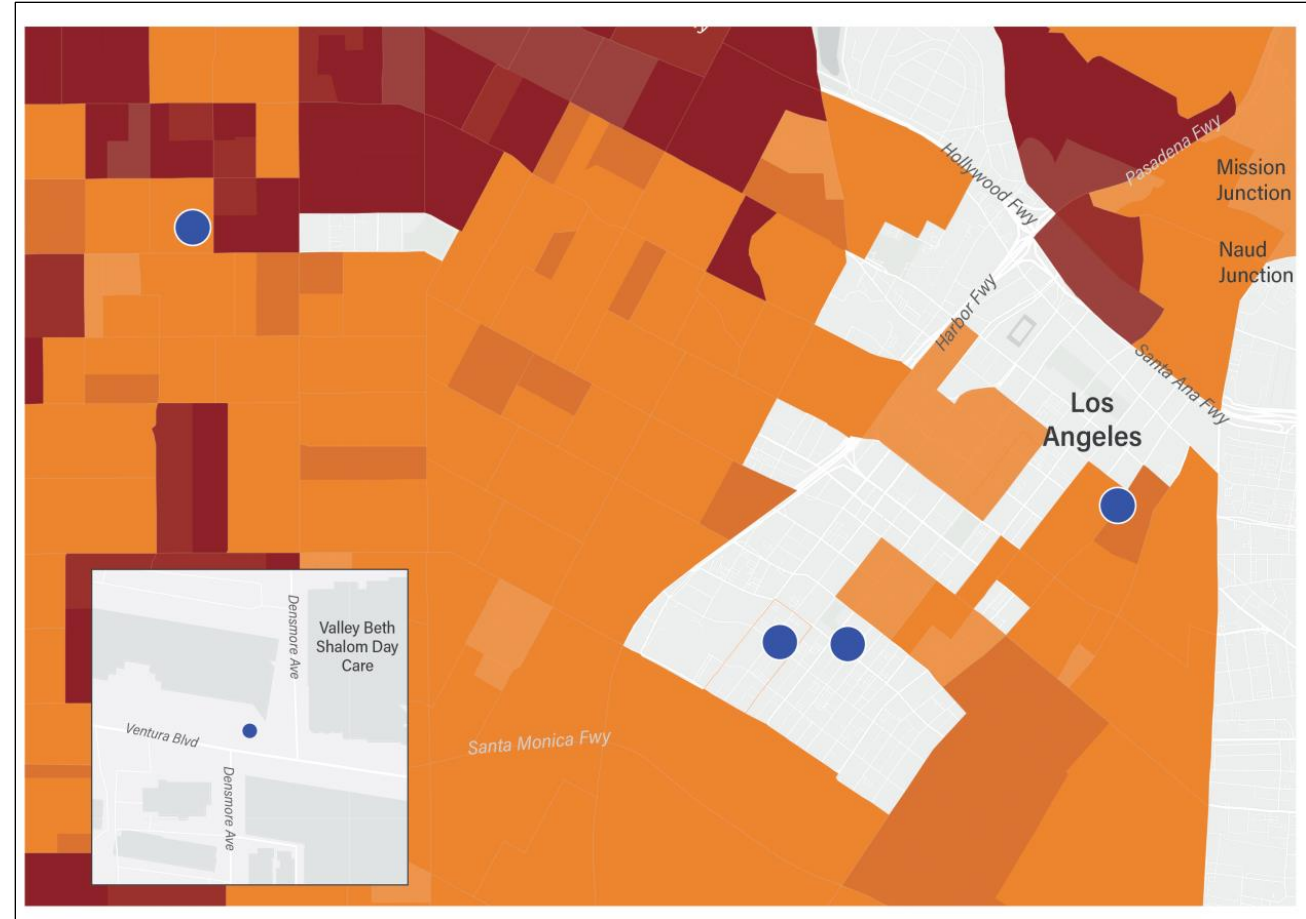 Hollywood Fwy
Pasadena Fwy
Mission
Junction
Naud
Junction
Harbor Fwy
Santa Ana Fwy
Los
Angeles
Densmore Ave
Valley Beth
Shalom Day
Care
Ventura Blvd
Densmore Ave
Santa Monica Fwy